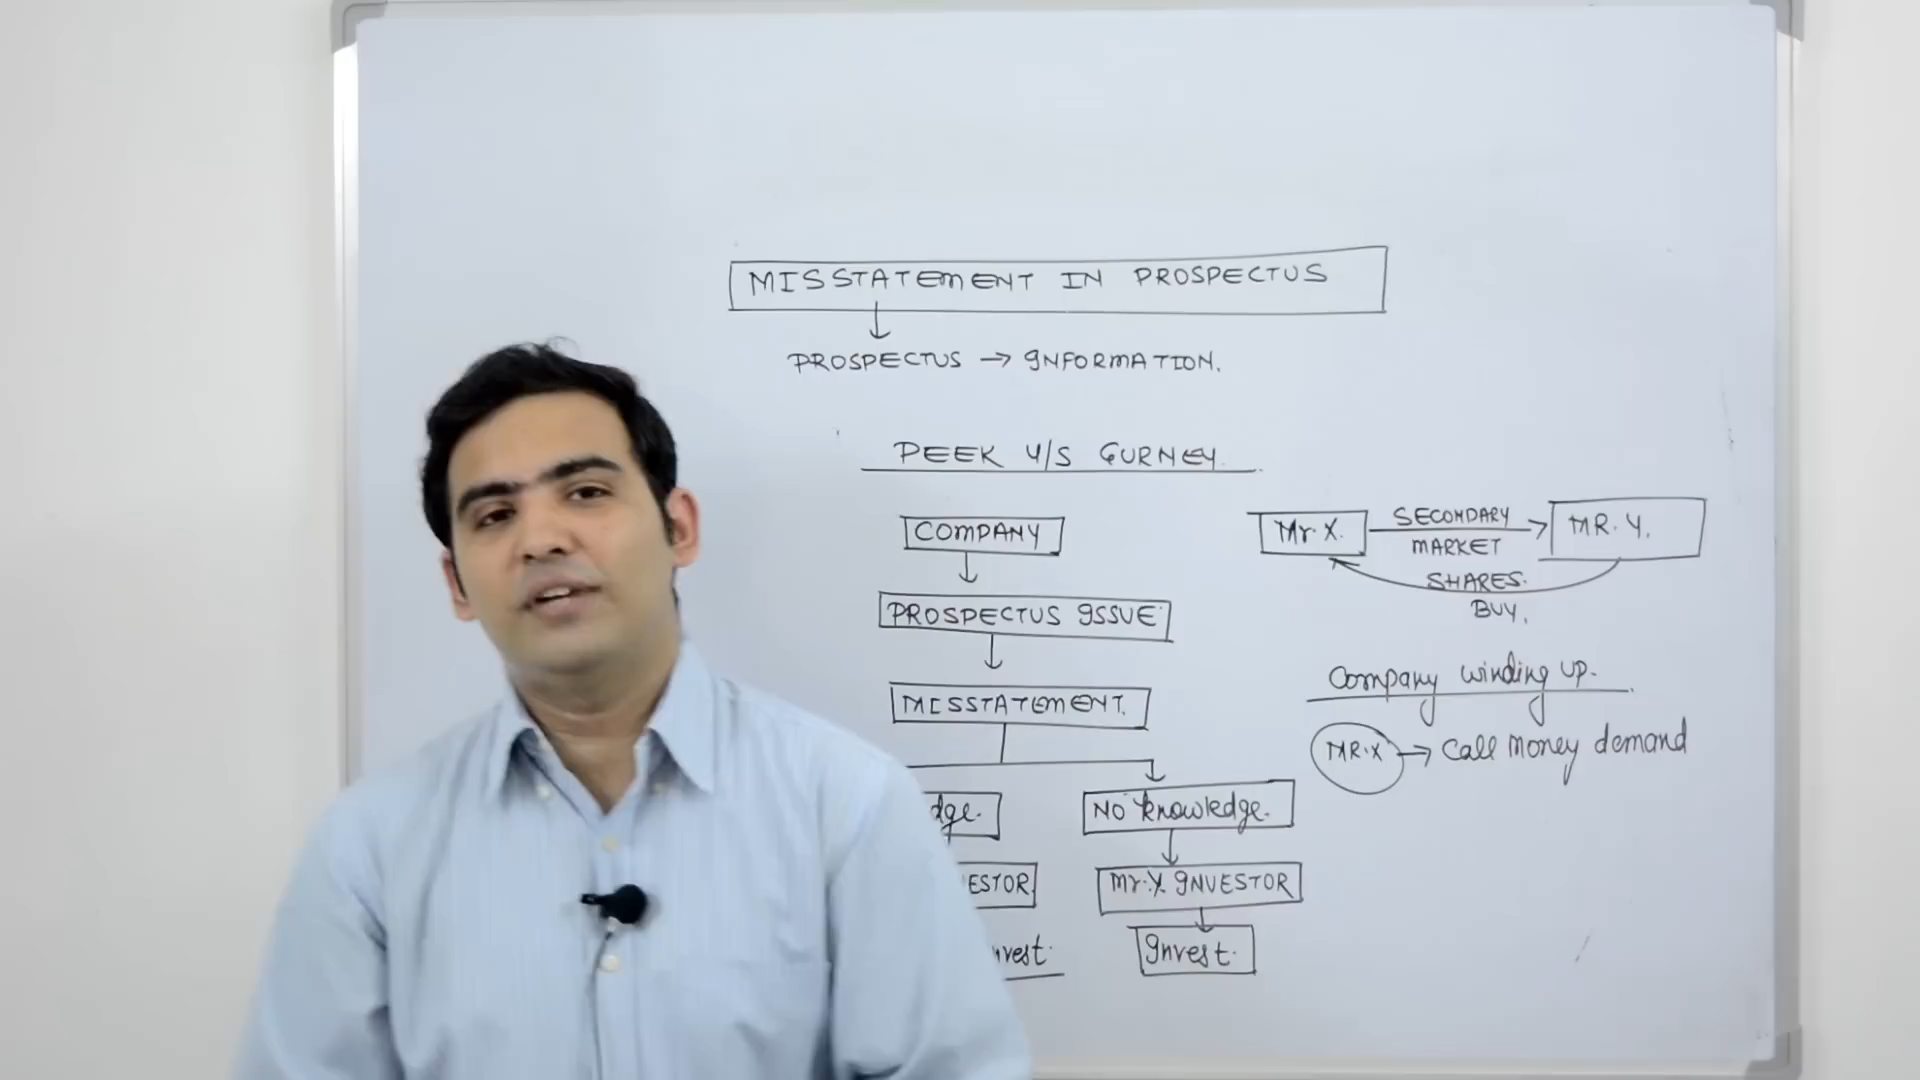 MISSTATEMENT IN PROSPECTUS
PROSPECTUS → INFORMATION.
PEEK V/S GURNEY.
COMPANY
PROSPECTUS ISSUE
MISSTATEMENT.
No knowledge.
Mr. X INVESTOR
Invest.
Mr. X.
SECONDARY
MARKET
MR. Y.
SHARES.
BUY.
Company winding up.
MR. X → Call money demand